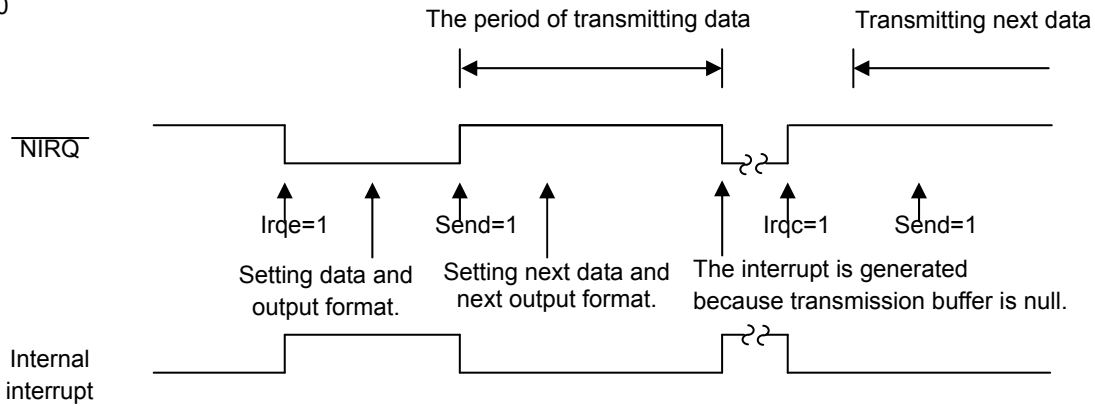 0
The period of transmitting data
Transmitting next data
NIRQ
Irqe=1
Send=1
Irqc=1
Send=1
Setting data and
output format.
Setting next data and
next output format.
The interrupt is generated
because transmission buffer is null.
Internal
interrupt